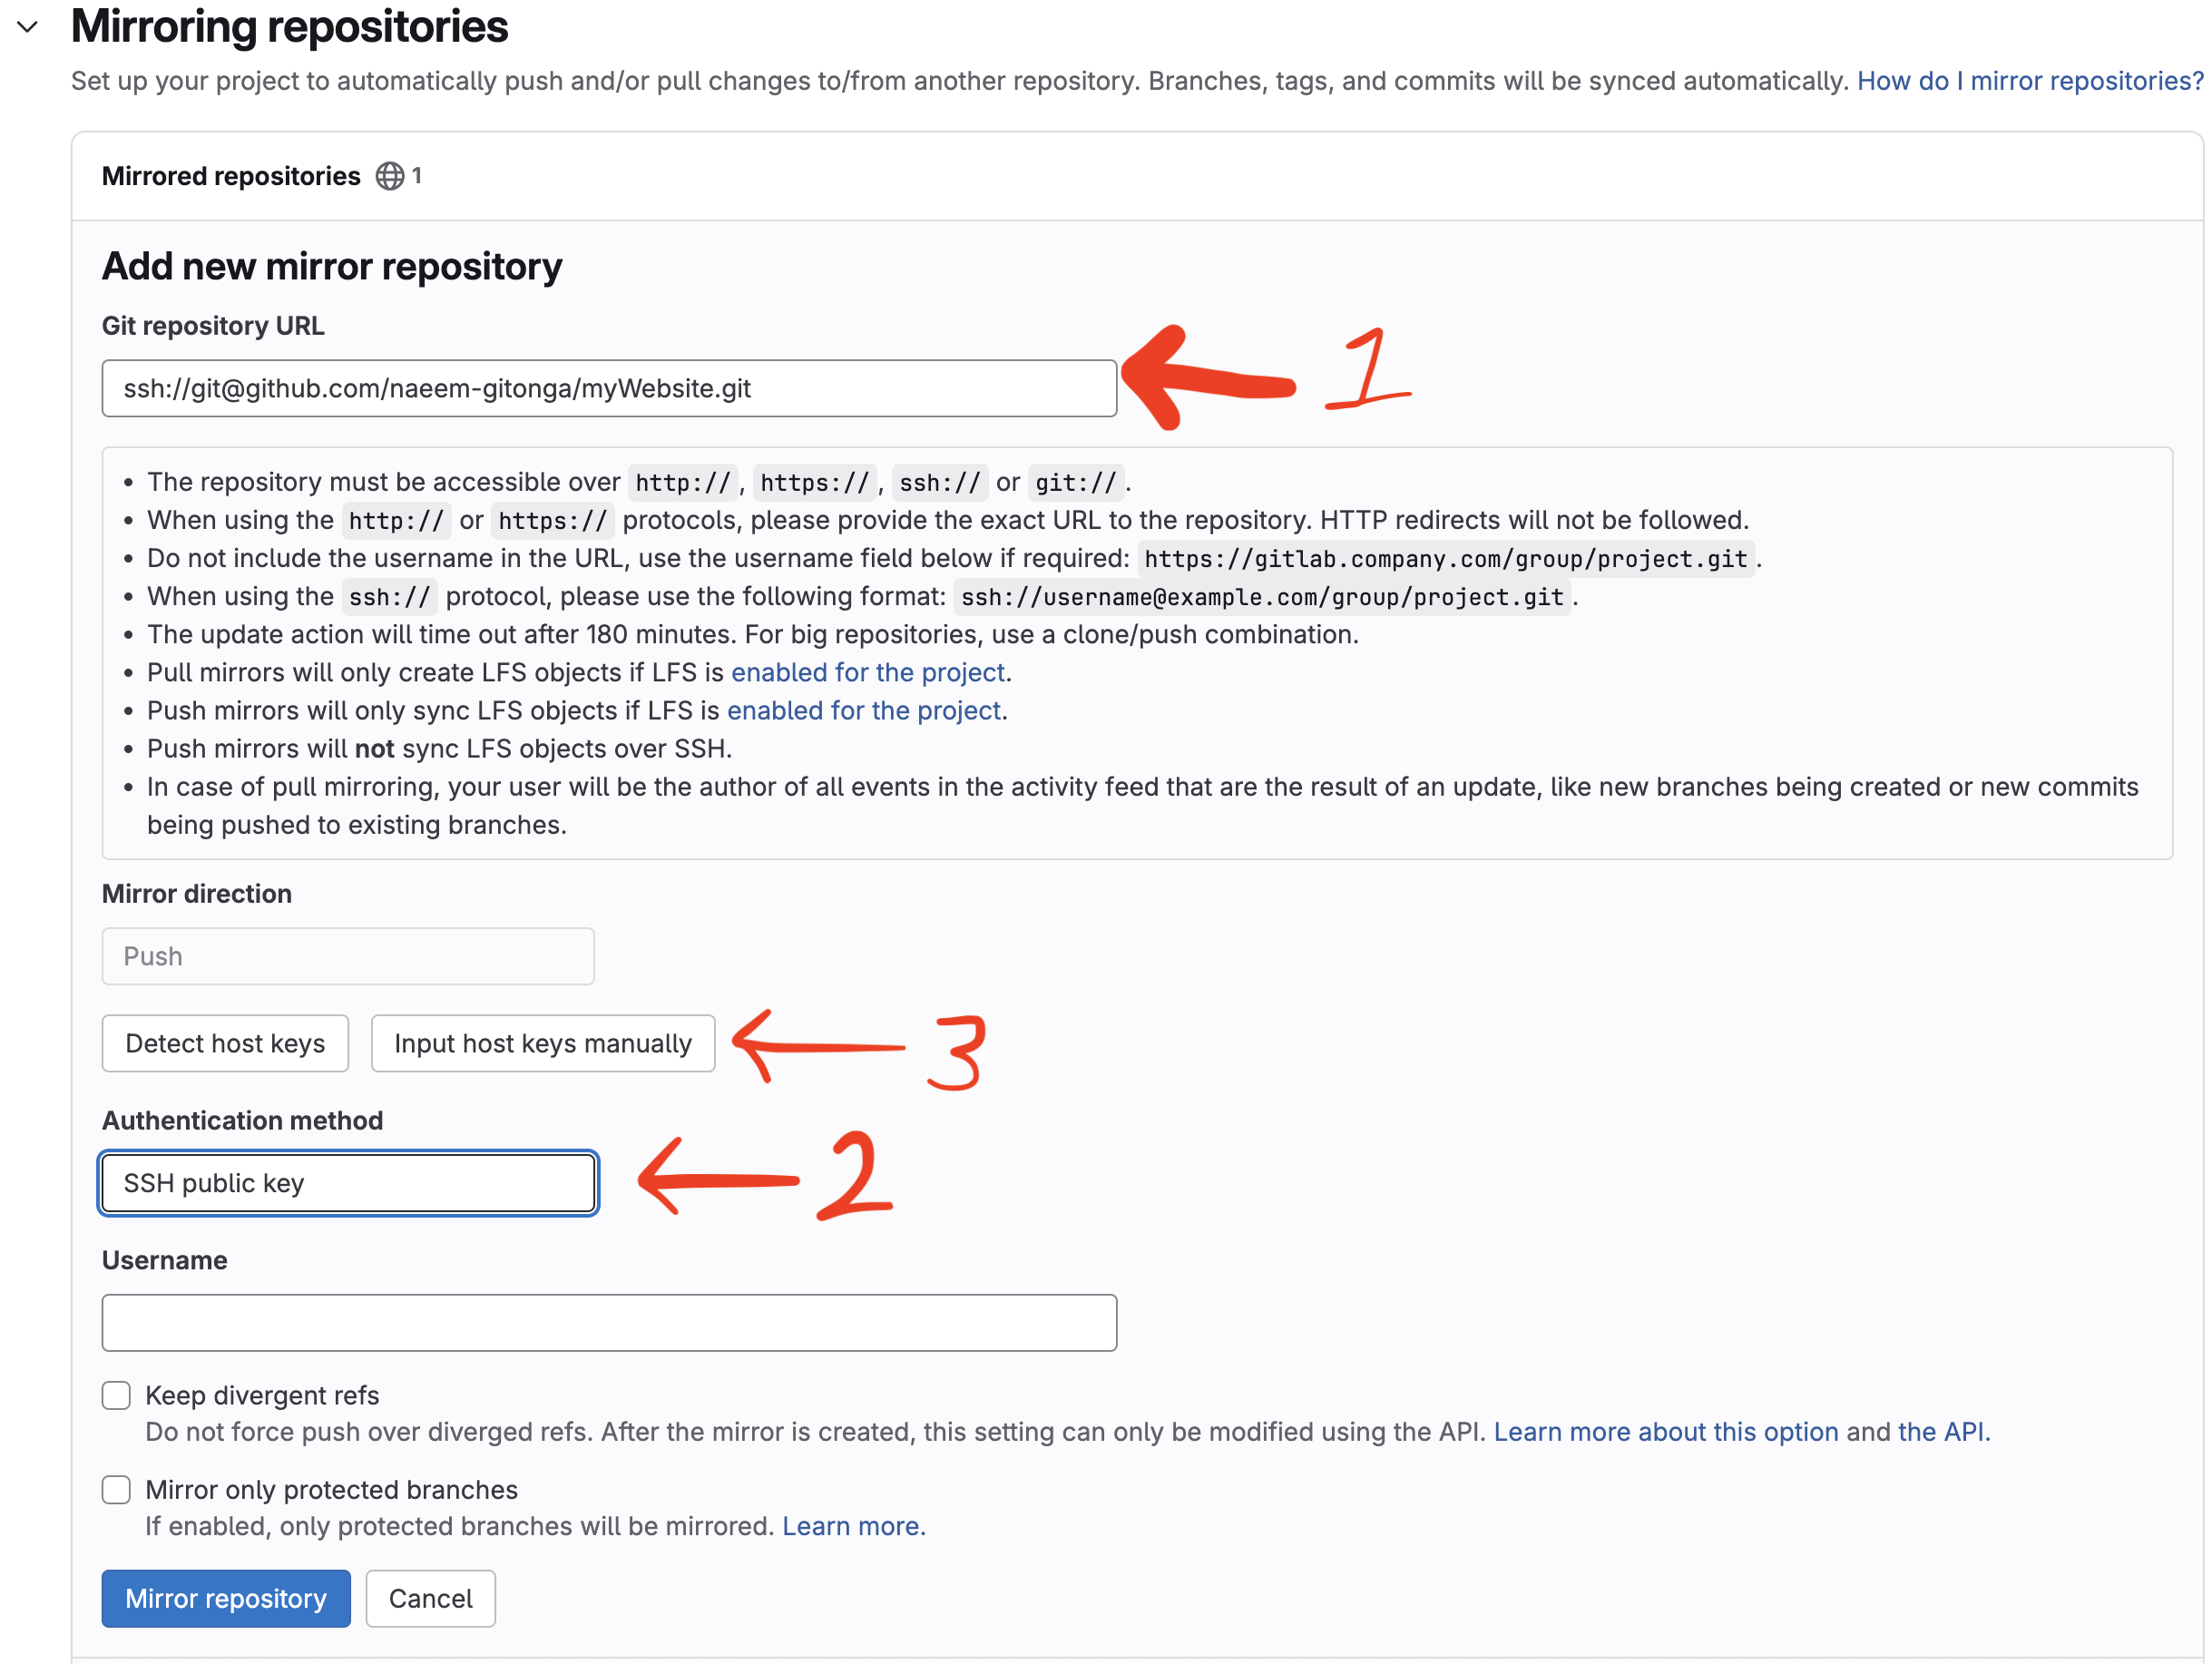 Mirroring repositories
Set up your project to automatically push and/or pull changes to/from another repository. Branches, tags, and commits will be synced automatically. How do I mirror repositories?
Mirrored repositories 1
Add new mirror repository
Git repository URL
ssh://git@github.com/naeem-gitonga/myWebsite.git
1
• The repository must be accessible over http://, https://, ssh:// or git://.
• When using the http:// or https:// protocols, please provide the exact URL to the repository. HTTP redirects will not be followed.
• Do not include the username in the URL, use the username field below if required: https://gitlab.company.com/group/project.git.
• When using the ssh:// protocol, please use the following format: ssh://username@example.com/group/project.git.
• The update action will time out after 180 minutes. For big repositories, use a clone/push combination.
• Pull mirrors will only create LFS objects if LFS is enabled for the project.
• Push mirrors will only sync LFS objects if LFS is enabled for the project.
• Push mirrors will not sync LFS objects over SSH.
• In case of pull mirroring, your user will be the author of all events in the activity feed that are the result of an update, like new branches being created or new commits
being pushed to existing branches.
Mirror direction
Push
Detect host keys Input host keys manually 3
Authentication method
SSH public key 2
Username
Keep divergent refs
Do not force push over diverged refs. After the mirror is created, this setting can only be modified using the API. Learn more about this option and the API.
Mirror only protected branches
If enabled, only protected branches will be mirrored. Learn more.
Mirror repository Cancel